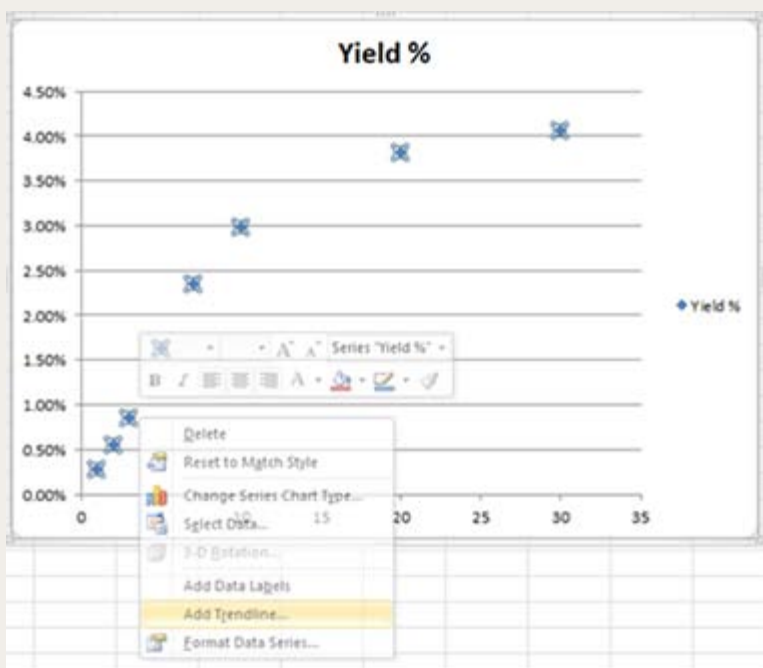 Yield %
4.50%
4.00%
3.50%
3.00%
2.50%
2.00%
1.50%
1.00%
0.50%
0.00%
Yield %
A A Series "Yield %"
B I A
Delete
Reset to Match Style
Change Series Chart Type...
Select Data...
3-D Rotation...
Add Data Labels
Add Trendline...
Format Data Series...
0 10 15 20 25 30 35